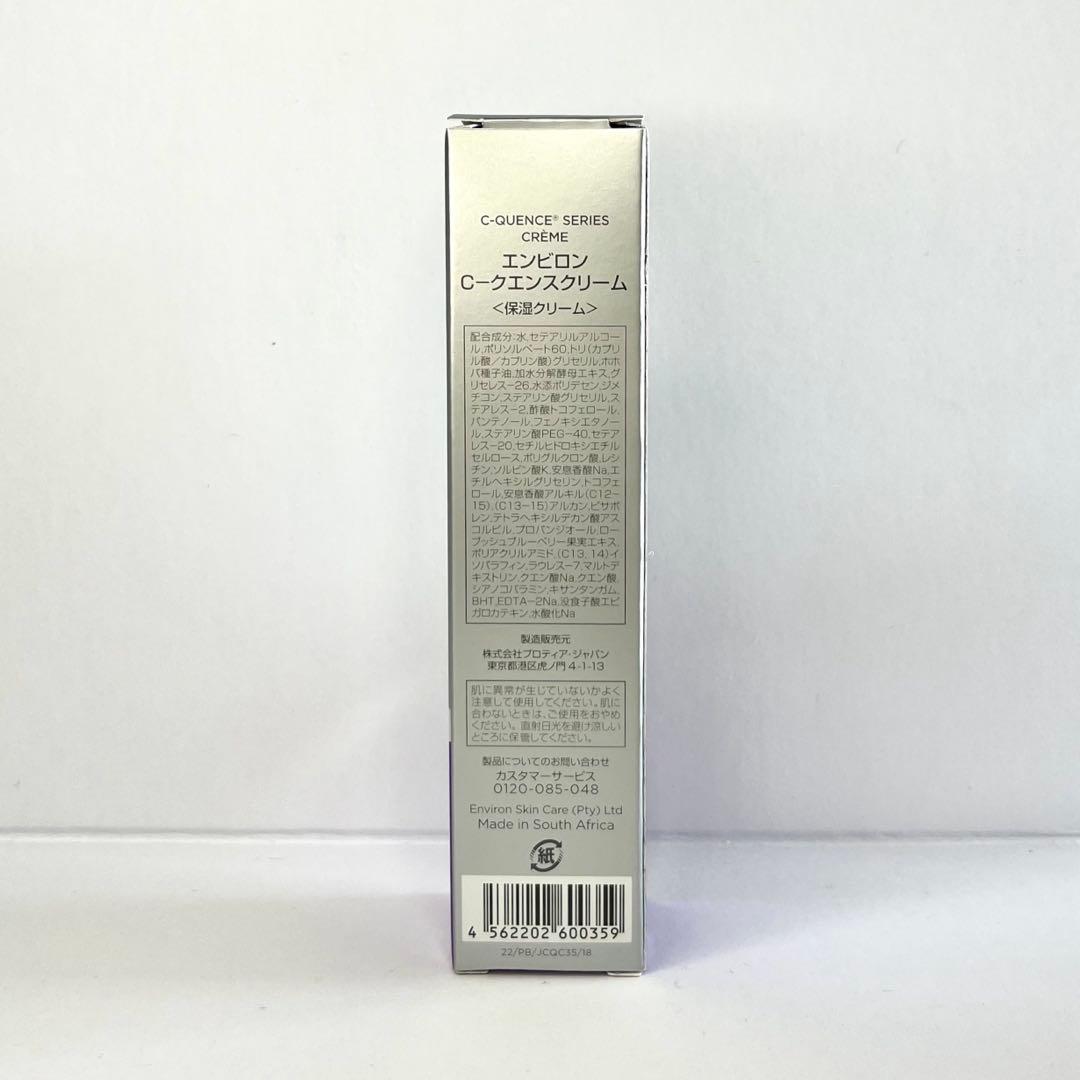 C-QUENCE® SERIES
CRÈME
エンビロン
C−クエンスクリーム
＜保湿クリーム＞
配合成分：水,セテアリルアルコー
ル,ポリソルベート60,トリ（カプリ
ル酸／カプリン酸）グリセリル,ホホ
バ種子油,加水分解酵母エキス,グ
リセレス−26,水添ポリデセン,ジメ
チコン,ステアリン酸グリセリル,ス
テアレス−2,酢酸トコフェロール,
パンテノール,フェノキシエタノー
ル,ステアリン酸PEG−40,セテア
レス−20,セチルヒドロキシエチル
セルロース,ポリグルクロン酸,レシ
チン,ソルビン酸K,安息香酸Na,エ
チルヘキシルグリセリン,トコフェ
ロール,安息香酸アルキル（C12〜
15）,（C13−15）アルカン,ビサボ
レン,テトラヘキシルデカン酸アス
コルビル,プロパンジオール,ロー
ブッシュブルーベリー果実エキス,
ポリアクリルアミド,（C13, 14）イ
ソパラフィン,ラウレス−7,マルトデ
キストリン,クエン酸Na,クエン酸,
シアノコバラミン,キサンタンガム,
BHT,EDTA−2Na,没食子酸エピ
ガロカテキン,水酸化Na
製造販売元
株式会社プロティア・ジャパン
東京都港区虎ノ門 4-1-13
肌に異常が生じていないかよく
注意して使用してください。肌に
合わないときは、ご使用をおやめ
ください。直射日光を避け涼しい
ところに保管してください。
製品についてのお問い合わせ
カスタマーサービス
0120-085-048
Environ Skin Care (Pty) Ltd
Made in South Africa
紙
4 562202 600359
22/PB/JCQC35/18